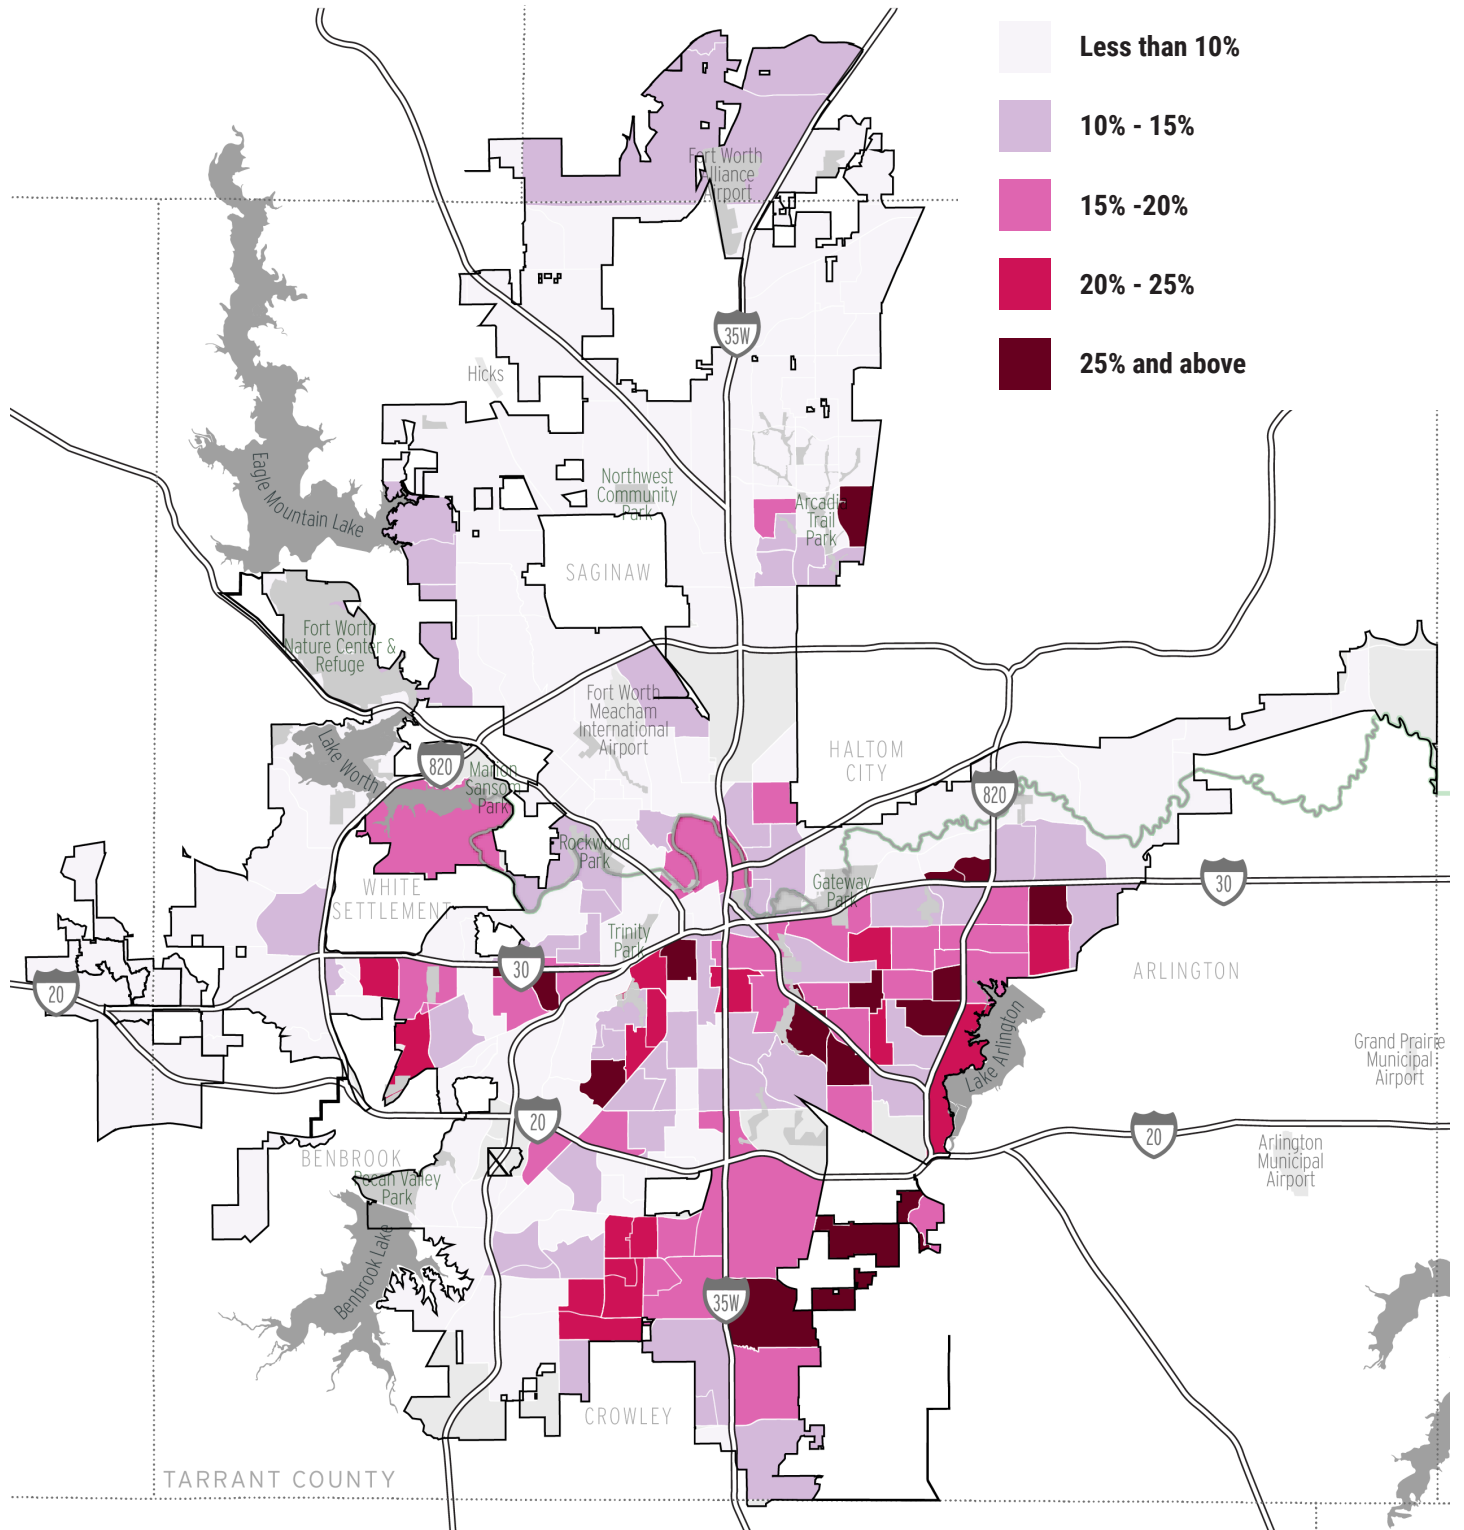 Less than 10%
10% - 15%
15% -20%
20% - 25%
25% and above
Fort Worth
Alliance
Airport
35W
Hicks
Eagle Mountain Lake
Northwest
Community
Park
Arcadia
Trail
Park
SAGINAW
Fort Worth
Nature Center &
Refuge
Fort Worth
Meacham
International
Airport
HALTOM
CITY
Lake Worth
820
Marion
Sansom
Park
820
Rockwood
Park
WHITE
SETTLEMENT
Gateway
Park
30
Trinity
Park
30
20
ARLINGTON
Lake Arlington
Grand Prairie
Municipal
Airport
20
20
Arlington
Municipal
Airport
BENBROOK
Pecan Valley
Park
Benbrook Lake
35W
CROWLEY
TARRANT COUNTY